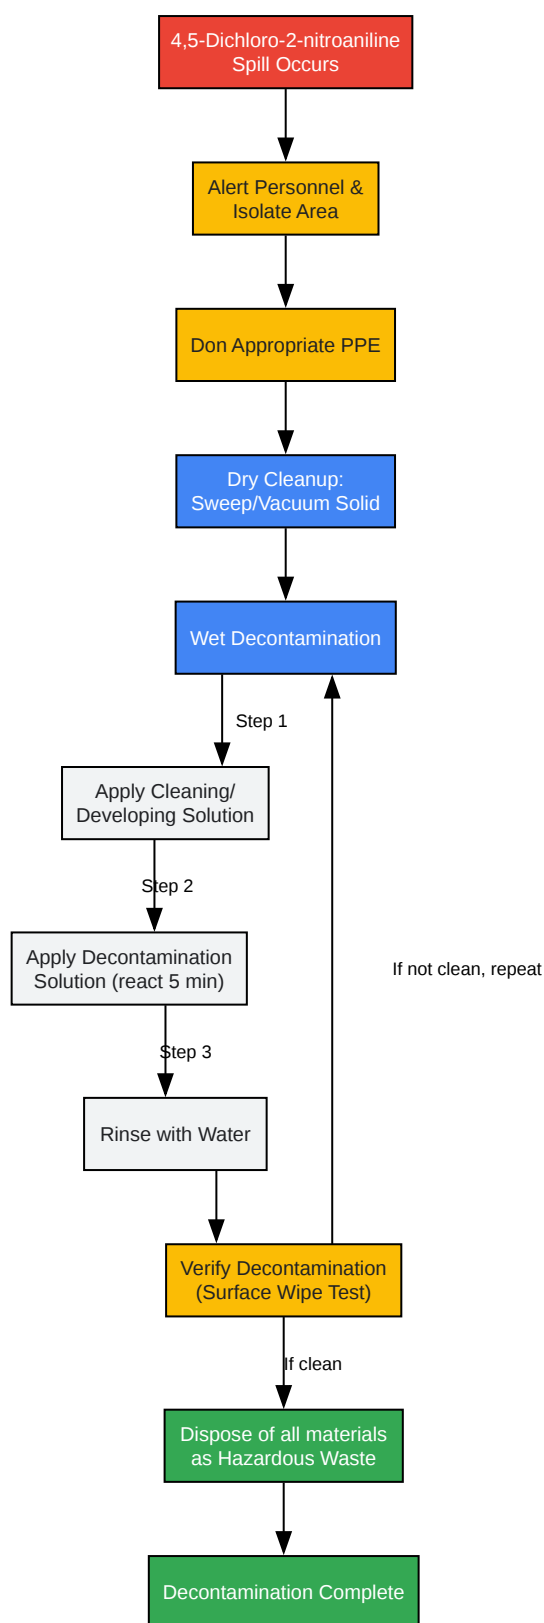 4,5-Dichloro-2-nitroaniline
Spill Occurs
Alert Personnel &
Isolate Area
Don Appropriate PPE
Dry Cleanup:
Sweep/Vacuum Solid
Wet Decontamination
Step 1
Apply Cleaning/
Developing Solution
Step 2
Apply Decontamination
Solution (react 5 min)
If not clean, repeat
Step 3
Rinse with Water
Verify Decontamination
(Surface Wipe Test)
If clean
Dispose of all materials
as Hazardous Waste
Decontamination Complete